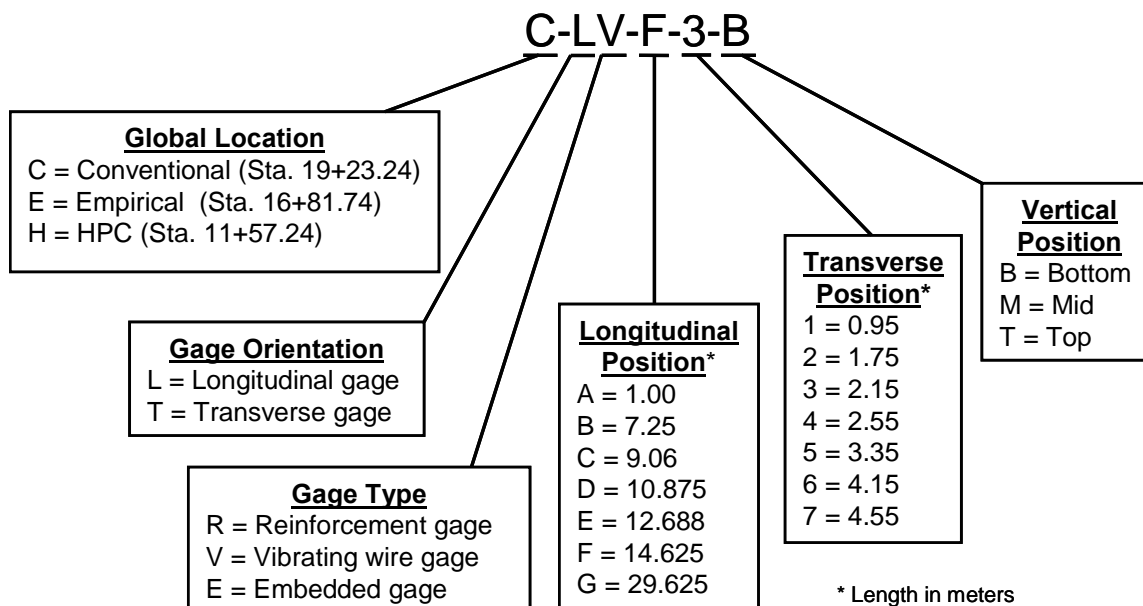 C-LV-F-3-B
Global Location
C = Conventional (Sta. 19+23.24)
E = Empirical (Sta. 16+81.74)
H = HPC (Sta. 11+57.24)
Gage Orientation
L = Longitudinal gage
T = Transverse gage
Gage Type
R = Reinforcement gage
V = Vibrating wire gage
E = Embedded gage
Longitudinal
Position*
A = 1.00
B = 7.25
C = 9.06
D = 10.875
E = 12.688
F = 14.625
G = 29.625
Transverse
Position*
1 = 0.95
2 = 1.75
3 = 2.15
4 = 2.55
5 = 3.35
6 = 4.15
7 = 4.55
Vertical
Position
B = Bottom
M = Mid
T = Top
* Length in meters